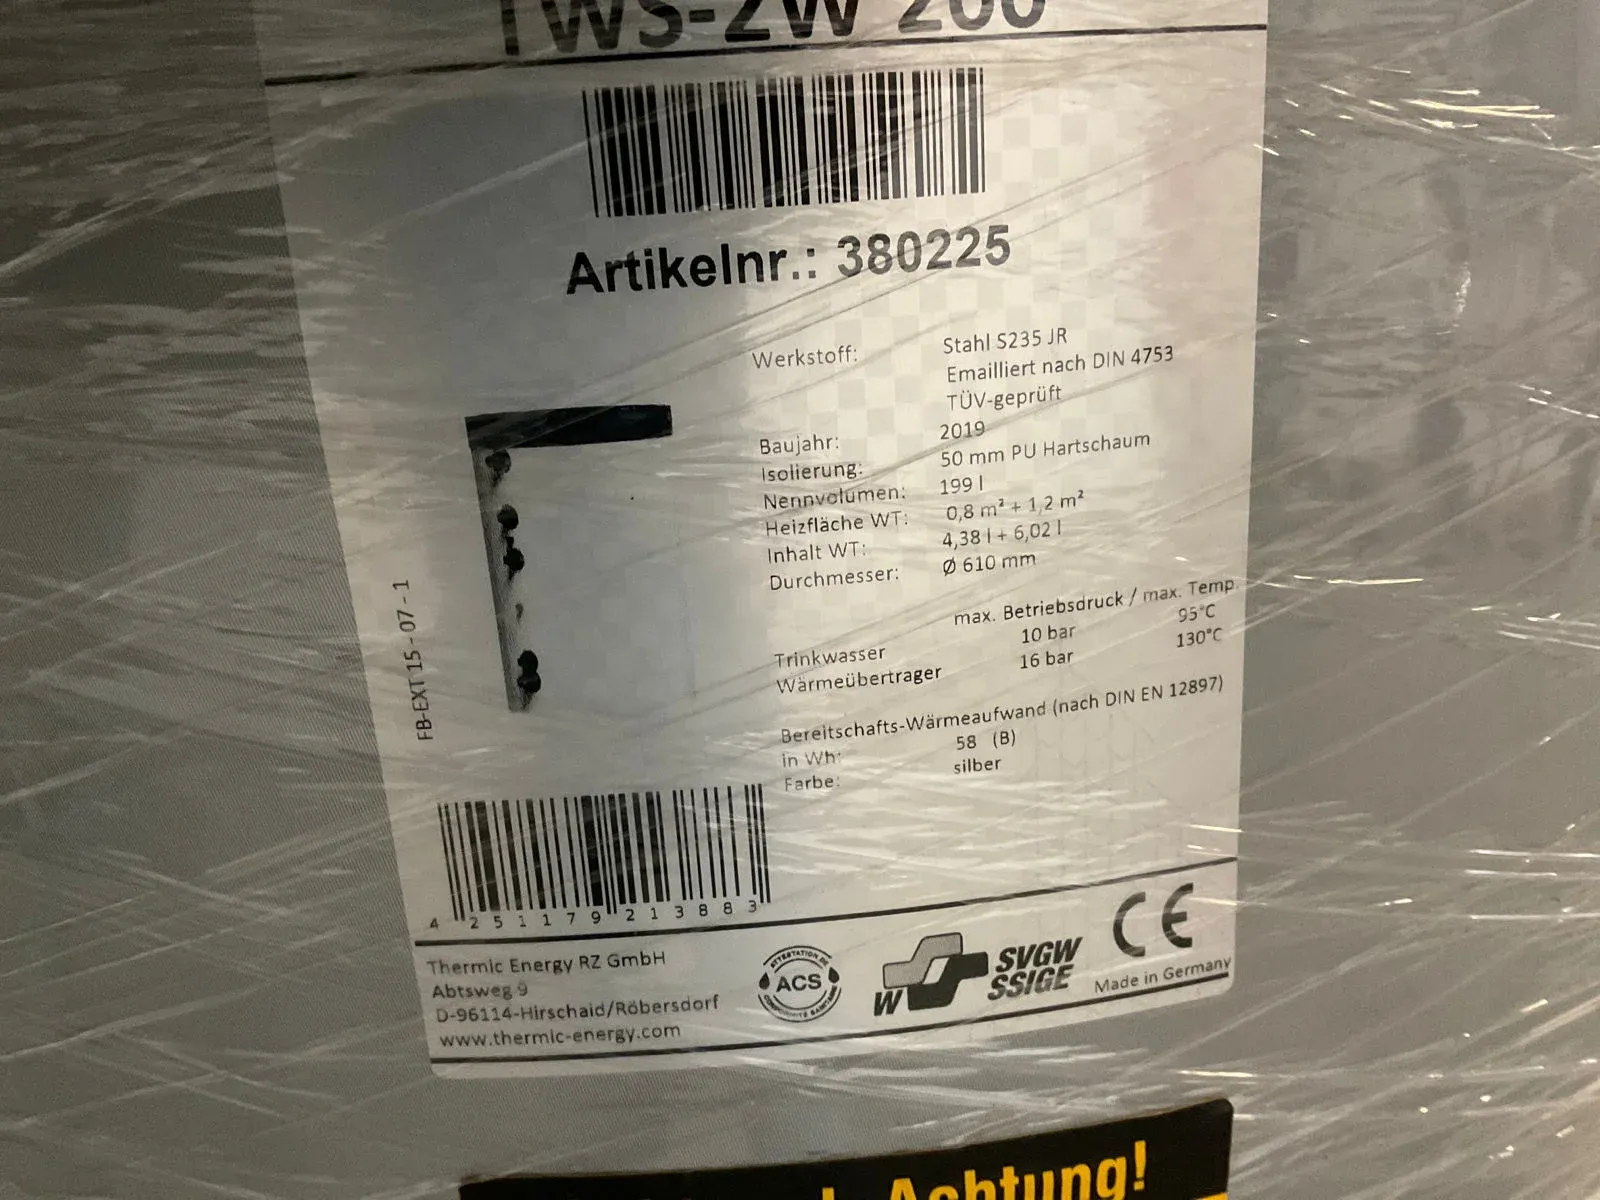 TWS-2W 200
Artikelnr.: 380225
Werkstoff: Stahl S235 JR
Emailliert nach DIN 4753
TÜV-geprüft
Baujahr: 2019
Isolierung: 50 mm PU Hartschaum
Nennvolumen: 199 l
Heizfläche WT: 0,8 m² + 1,2 m²
Inhalt WT: 4,38 l + 6,02 l
Durchmesser: Ø 610 mm
max. Betriebsdruck / max. Temp.
Trinkwasser 10 bar 95°C
Wärmeübertrager 16 bar 130°C
Bereitschafts-Wärmeaufwand (nach DIN EN 12897)
in Wh: 58 (B)
Farbe: silber
FB-EXT 15 - 07 - 1
4 251179 213883
Thermic Energy RZ GmbH
Abtsweg 9
D-96114-Hirschaid/Röbersdorf
www.thermic-energy.com
ATTESTATION DE
ACS
CONFORMITÉ SANITAIRE
W
SVGW
SSIGE
CE
Made in Germany
Achtung!